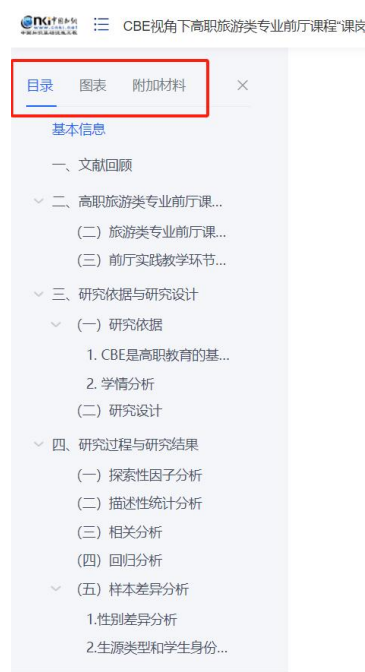 CNKI 中国知网
CBE视角下高职旅游类专业前厅课程“课岗
目录 图表 附加材料 ×
基本信息
一、文献回顾
二、高职旅游类专业前厅课...
（二）旅游类专业前厅课...
（三）前厅实践教学环节...
三、研究依据与研究设计
（一）研究依据
1. CBE是高职教育的基...
2. 学情分析
（二）研究设计
四、研究过程与研究结果
（一）探索性因子分析
（二）描述性统计分析
（三）相关分析
（四）回归分析
（五）样本差异分析
1.性别差异分析
2.生源类型和学生身份...